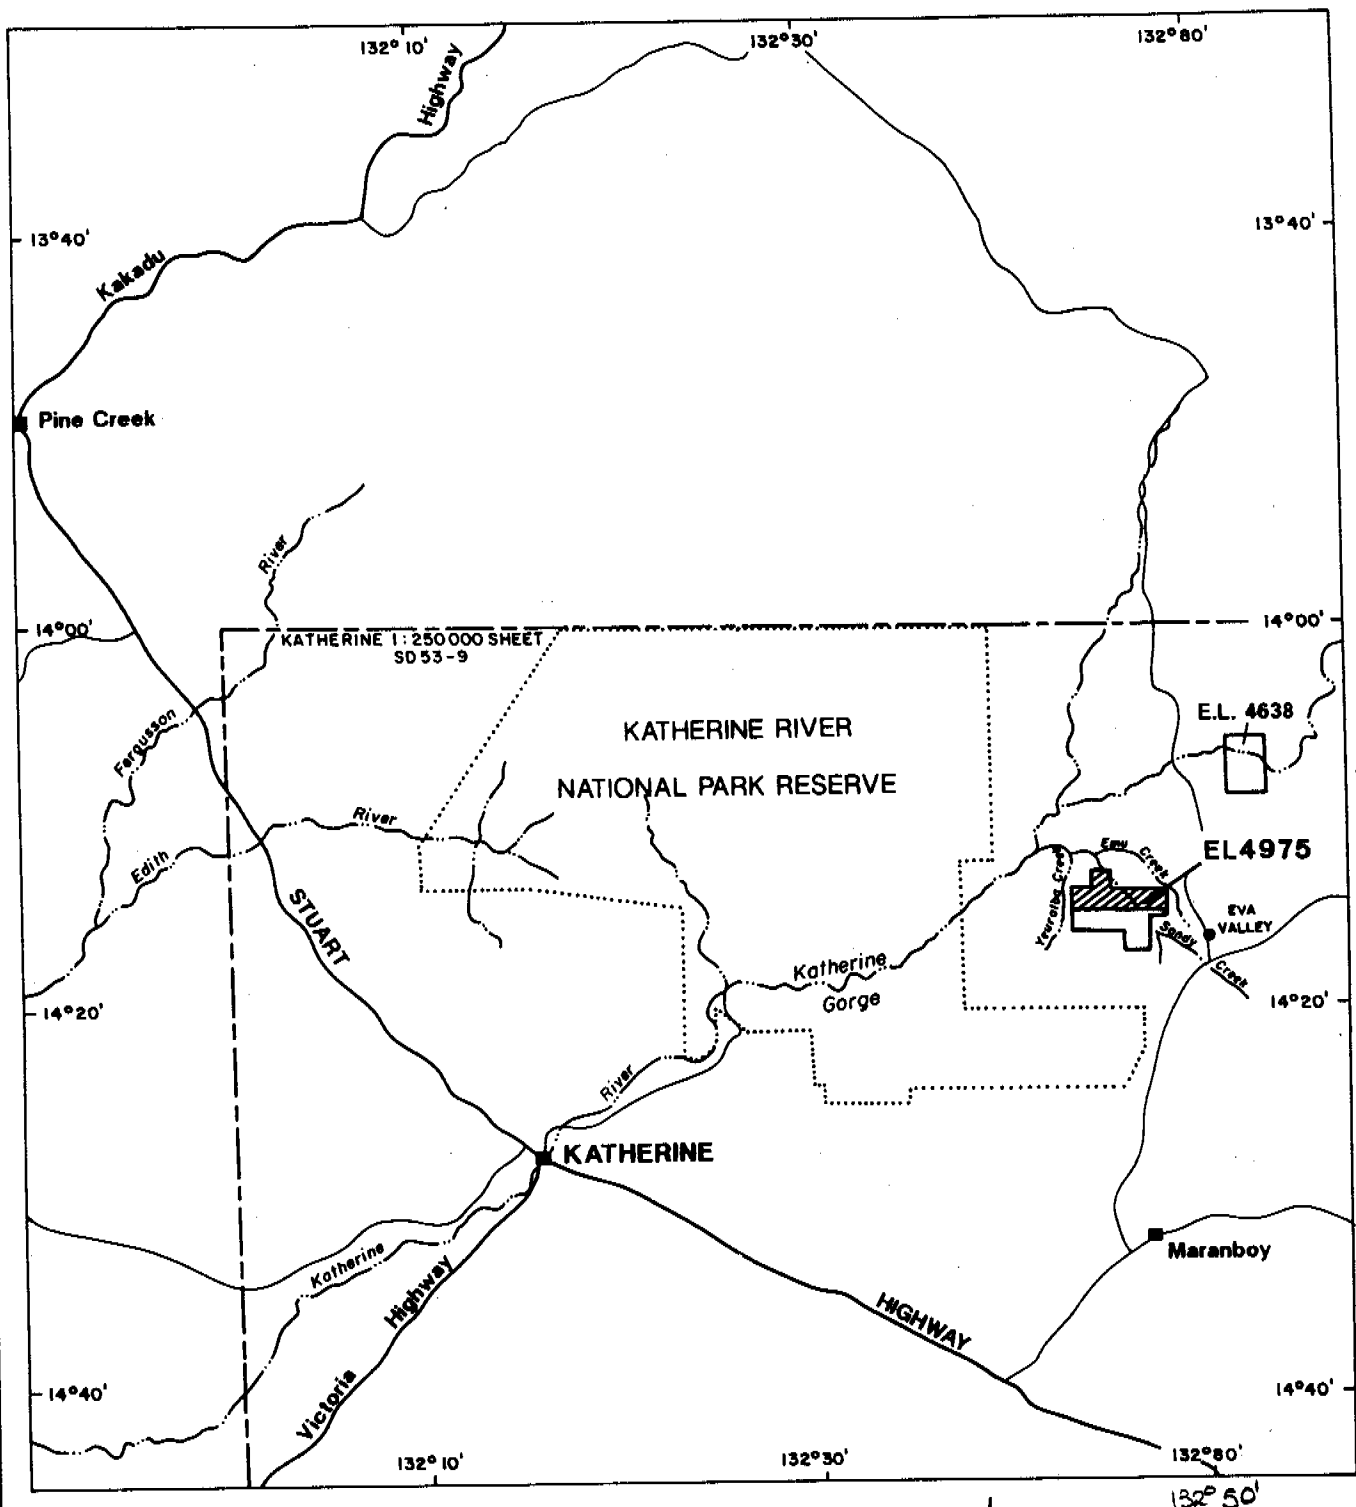 132°10'
132°30'
132°80'
Highway
13°40'
13°40'
Kakadu
Pine Creek
River
14°00'
14°00'
KATHERINE 1:250 000 SHEET
SD 53-9
Fergusson
KATHERINE RIVER
NATIONAL PARK RESERVE
E.L. 4638
River
Edith
Emu
Creek
EL4975
Yeuralba Creek
STUART
EVA
VALLEY
Sandy
Creek
Katherine
Gorge
14°20'
14°20'
River
KATHERINE
Maranboy
Katherine
Highway
HIGHWAY
Victoria
14°40'
14°40'
132°10'
132°30'
132°80'
132°50'